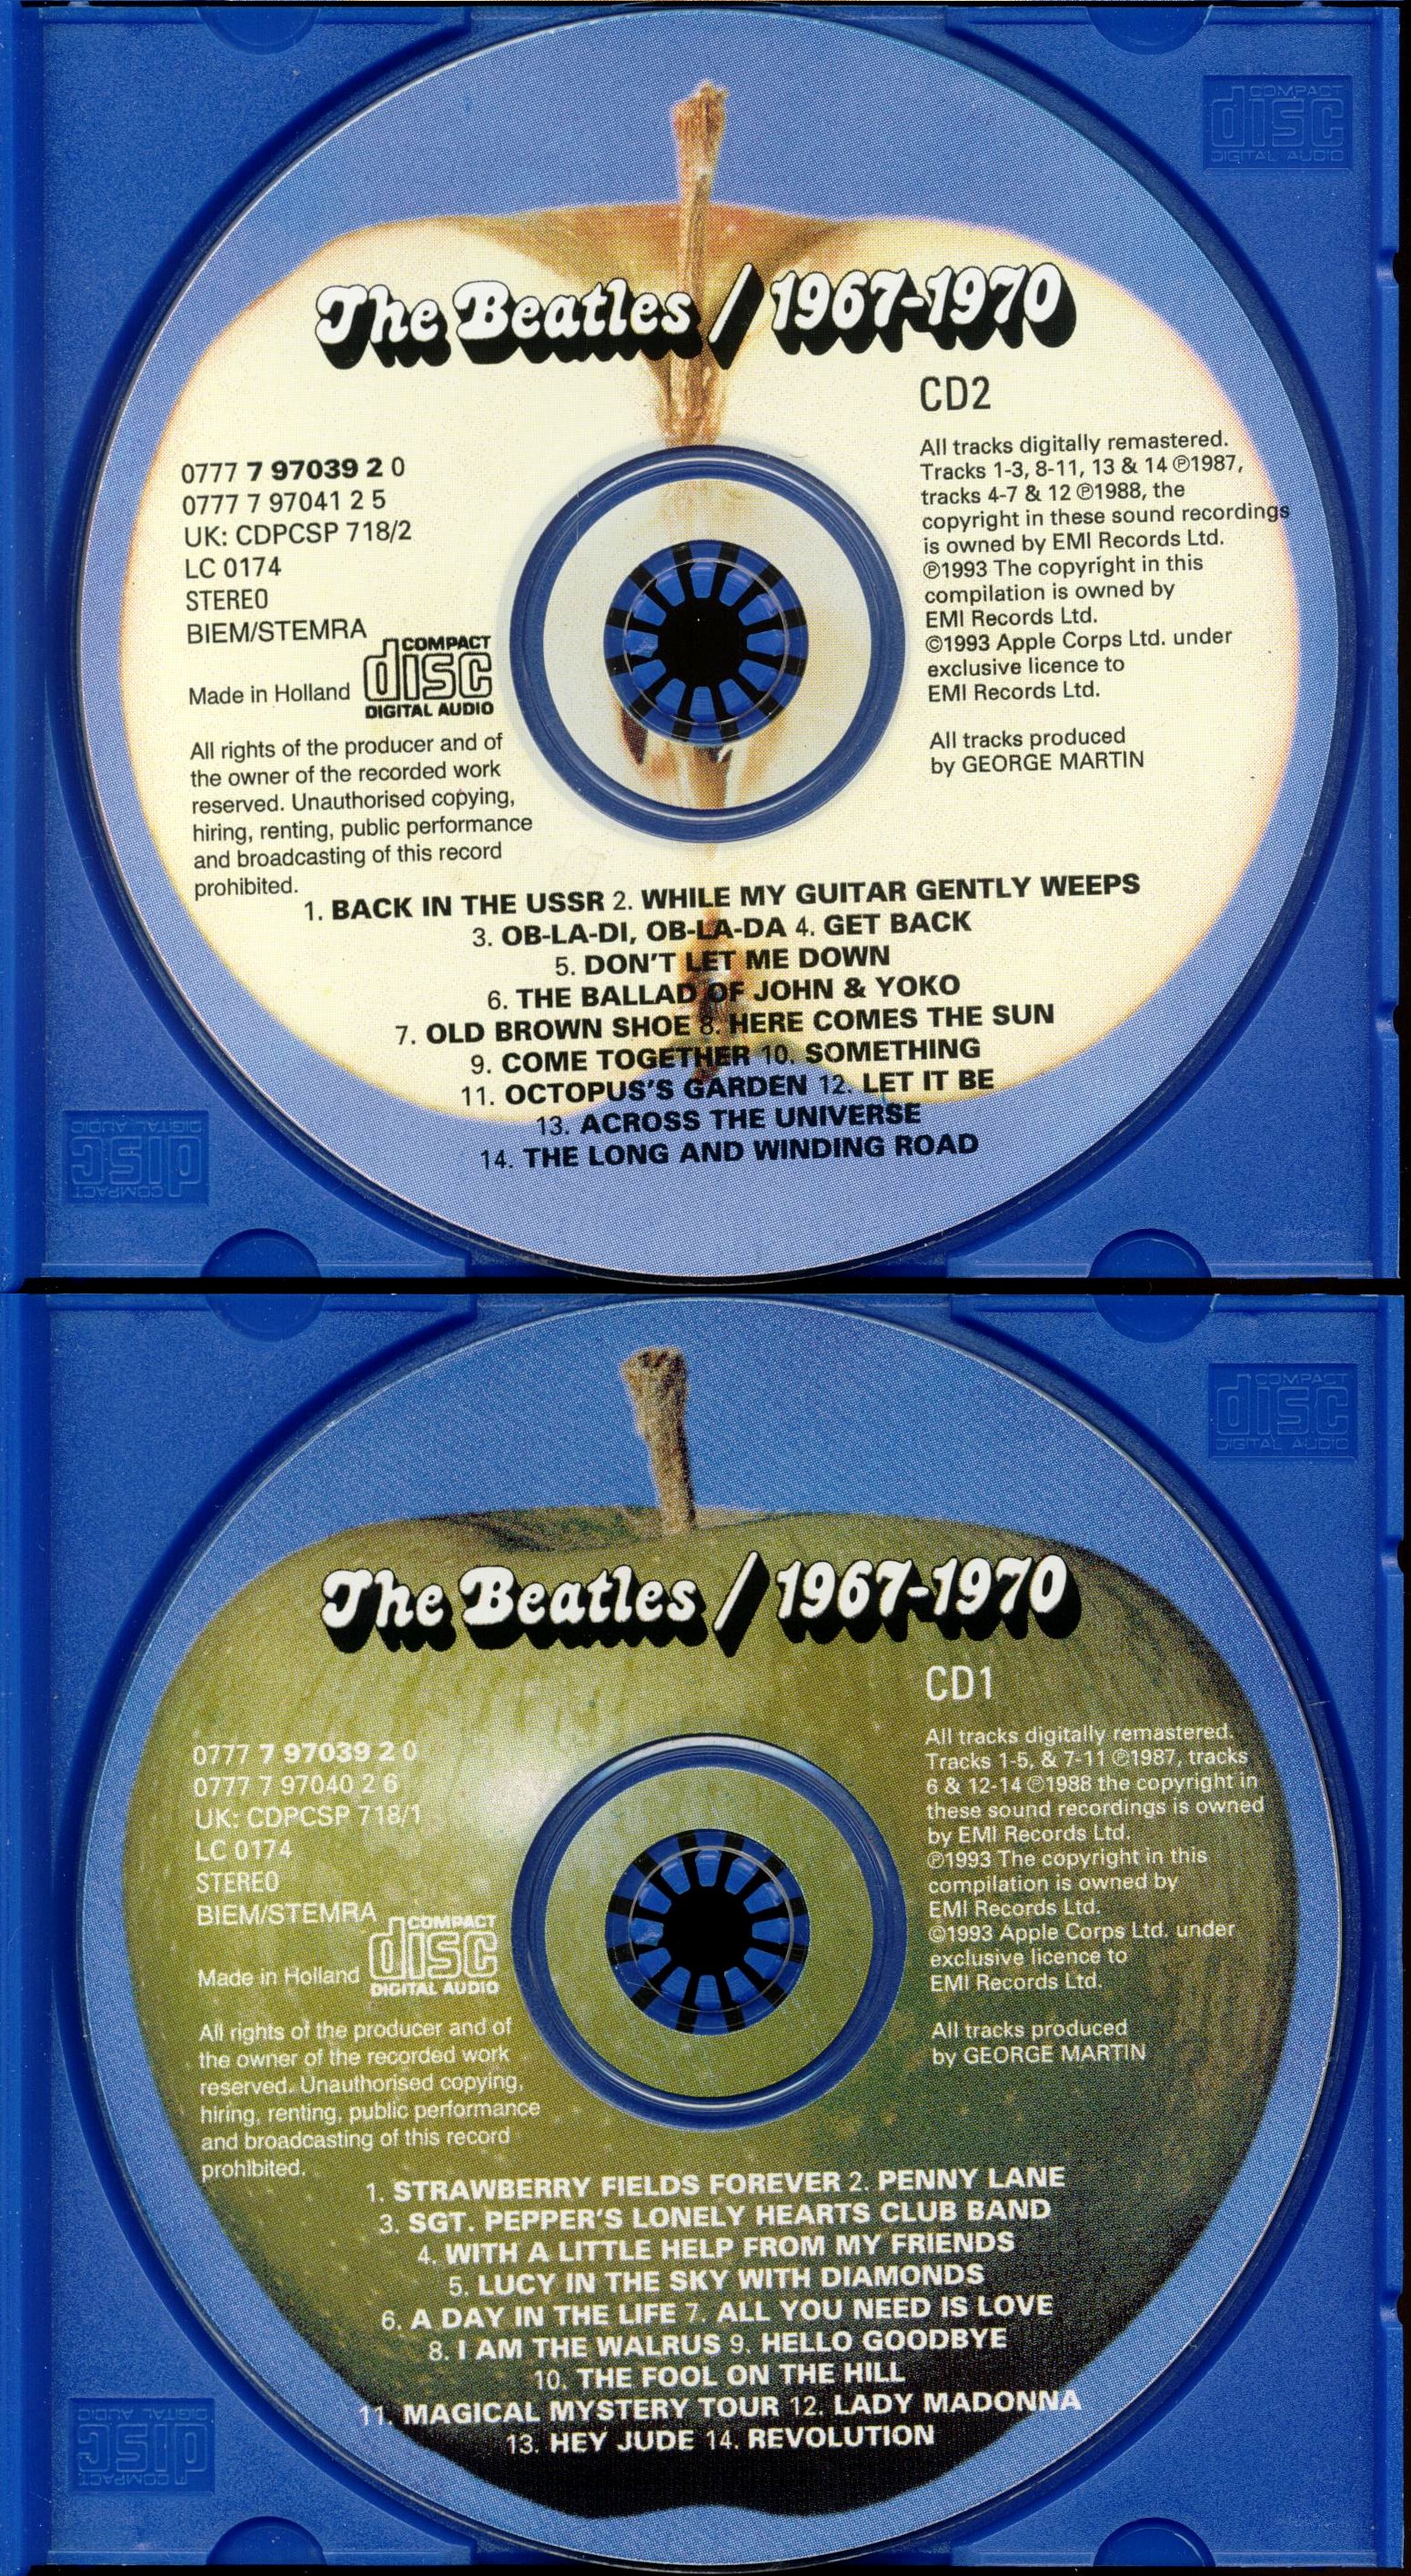 COMPACT
disc
DIGITAL AUDIO
The Beatles / 1967-1970
CD2
0777 7 97039 2 0
0777 7 97041 2 5
UK: CDPCSP 718/2
LC 0174
STEREO
BIEM/STEMRA
Made in Holland
COMPACT
disc
DIGITAL AUDIO
All rights of the producer and of
the owner of the recorded work
reserved. Unauthorised copying,
hiring, renting, public performance
and broadcasting of this record
prohibited.
All tracks digitally remastered.
Tracks 1-3, 8-11, 13 & 14 ℗1987,
tracks 4-7 & 12 ℗1988, the
copyright in these sound recordings
is owned by EMI Records Ltd.
℗1993 The copyright in this
compilation is owned by
EMI Records Ltd.
©1993 Apple Corps Ltd. under
exclusive licence to
EMI Records Ltd.
All tracks produced
by GEORGE MARTIN
1. BACK IN THE USSR 2. WHILE MY GUITAR GENTLY WEEPS
3. OB-LA-DI, OB-LA-DA 4. GET BACK
5. DON'T LET ME DOWN
6. THE BALLAD OF JOHN & YOKO
7. OLD BROWN SHOE 8. HERE COMES THE SUN
9. COME TOGETHER 10. SOMETHING
11. OCTOPUS'S GARDEN 12. LET IT BE
13. ACROSS THE UNIVERSE
14. THE LONG AND WINDING ROAD
COMPACT
disc
DIGITAL AUDIO
COMPACT
disc
DIGITAL AUDIO
The Beatles / 1967-1970
CD1
0777 7 97039 2 0
0777 7 97040 2 6
UK: CDPCSP 718/1
LC 0174
STEREO
BIEM/STEMRA
Made in Holland
COMPACT
disc
DIGITAL AUDIO
All rights of the producer and of
the owner of the recorded work
reserved. Unauthorised copying,
hiring, renting, public performance
and broadcasting of this record
prohibited.
All tracks digitally remastered.
Tracks 1-5, & 7-11 ℗1987, tracks
6 & 12-14 ℗1988 the copyright in
these sound recordings is owned
by EMI Records Ltd.
℗1993 The copyright in this
compilation is owned by
EMI Records Ltd.
©1993 Apple Corps Ltd. under
exclusive licence to
EMI Records Ltd.
All tracks produced
by GEORGE MARTIN
1. STRAWBERRY FIELDS FOREVER 2. PENNY LANE
3. SGT. PEPPER'S LONELY HEARTS CLUB BAND
4. WITH A LITTLE HELP FROM MY FRIENDS
5. LUCY IN THE SKY WITH DIAMONDS
6. A DAY IN THE LIFE 7. ALL YOU NEED IS LOVE
8. I AM THE WALRUS 9. HELLO GOODBYE
10. THE FOOL ON THE HILL
11. MAGICAL MYSTERY TOUR 12. LADY MADONNA
13. HEY JUDE 14. REVOLUTION
COMPACT
disc
DIGITAL AUDIO